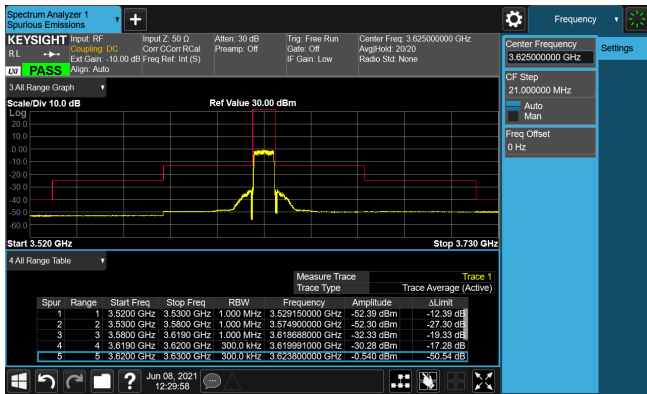 Spectrum Analyzer 1
Spurious Emissions
Frequency
KEYSIGHT Input: RF Input Z: 50 Ω Atten: 30 dB Trig: Free Run Center Freq: 3.625000000 GHz
RL Coupling: DC Corr CCorr RCal Preamp: Off Gate: Off Avg|Hold: 20/20
Ext Gain: -10.00 dB Freq Ref: Int (S) IF Gain: Low Radio Std: None
LXI PASS Align: Auto
Center Frequency
3.625000000 GHz
Settings
CF Step
21.000000 MHz
Auto
Man
Freq Offset
0 Hz
3 All Range Graph
Scale/Div 10.0 dB Ref Value 30.00 dBm
Log
20.0
10.0
0.00
-10.0
-20.0
-30.0
-40.0
-50.0
-60.0
Start 3.520 GHz Stop 3.730 GHz
4 All Range Table
Measure Trace Trace 1
Trace Type Trace Average (Active)
Spur Range Start Freq Stop Freq RBW Frequency Amplitude ΔLimit
1 1 3.5200 GHz 3.5300 GHz 1.000 MHz 3.529150000 GHz -52.39 dBm -12.39 dB
2 2 3.5300 GHz 3.5800 GHz 1.000 MHz 3.574900000 GHz -52.30 dBm -27.30 dB
3 3 3.5800 GHz 3.6190 GHz 1.000 MHz 3.618688000 GHz -32.33 dBm -19.33 dB
4 4 3.6190 GHz 3.6200 GHz 300.0 kHz 3.619991000 GHz -30.28 dBm -17.28 dB
5 5 3.6200 GHz 3.6300 GHz 300.0 kHz 3.623800000 GHz -0.540 dBm -50.54 dB
Jun 08, 2021
12:29:58